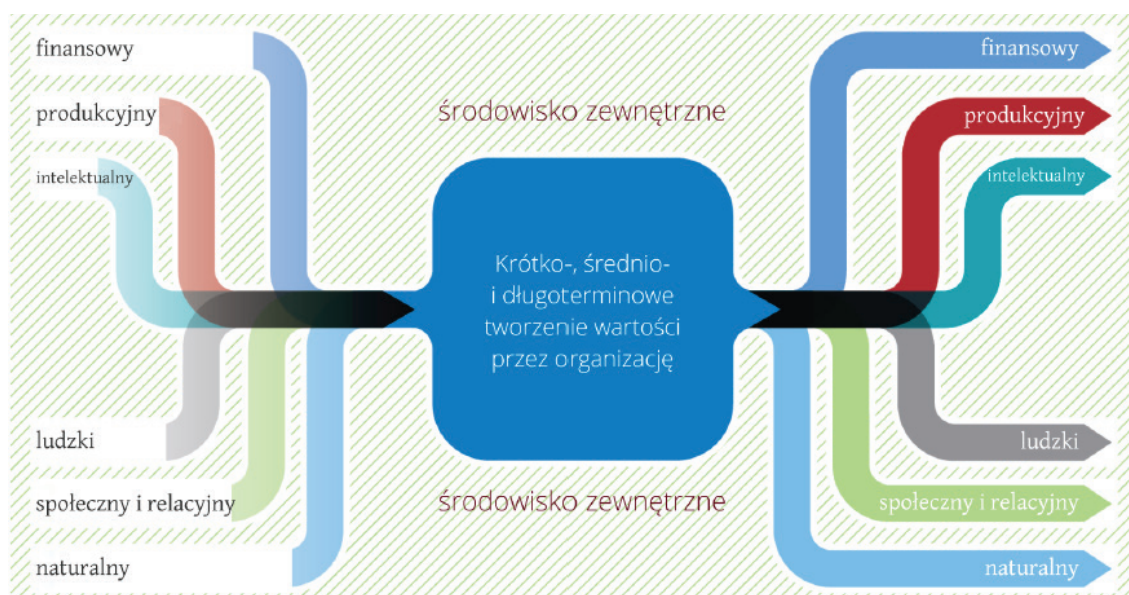 finansowy
produkcyjny
intelektualny
ludzki
społeczny i relacyjny
naturalny
środowisko zewnętrzne
Krótko-, średnio-
i długoterminowe
tworzenie wartości
przez organizację
środowisko zewnętrzne
finansowy
produkcyjny
intelektualny
ludzki
społeczny i relacyjny
naturalny